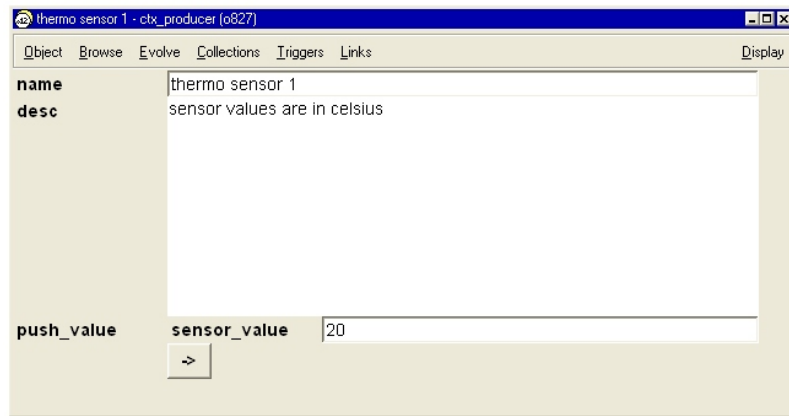 thermo sensor 1 - ctx_producer (o827)
Object Browse Evolve Collections Triggers Links Display
name thermo sensor 1
desc sensor values are in celsius
push_value sensor_value 20
->